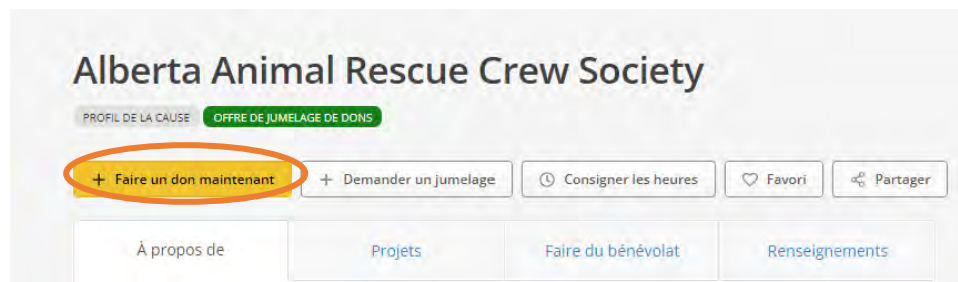 Alberta Animal Rescue Crew Society
PROFIL DE LA CAUSE OFFRE DE JUMELAGE DE DONS
+ Faire un don maintenant + Demander un jumelage Consigner les heures Favori Partager
À propos de Projets Faire du bénévolat Renseignements